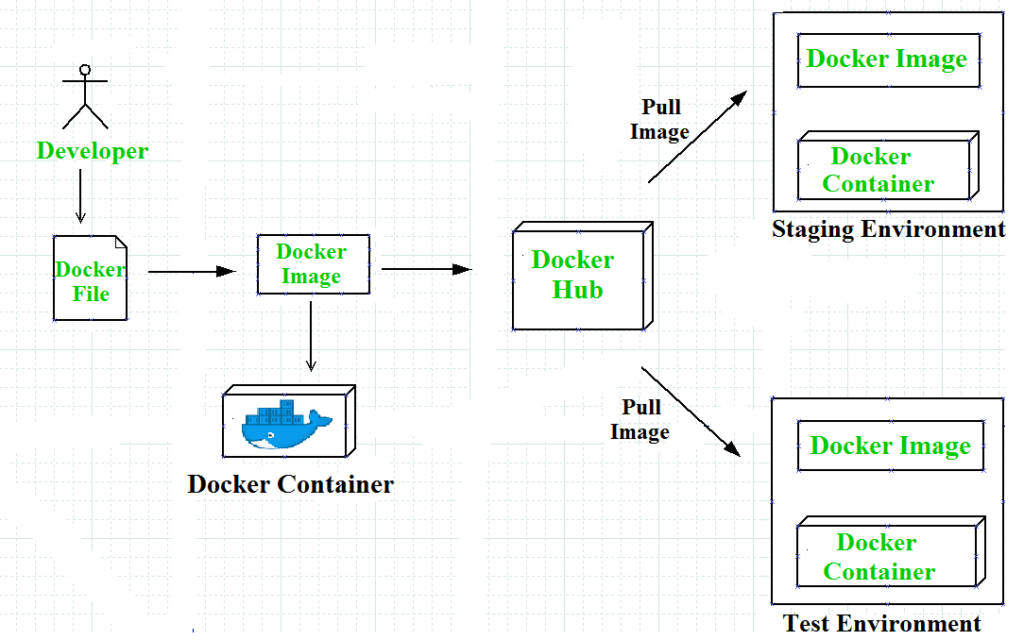 Developer
Docker
File
Docker
Image
Docker Container
Docker
Hub
Pull
Image
Docker Image
Docker
Container
Staging Environment
Pull
Image
Docker Image
Docker
Container
Test Environment